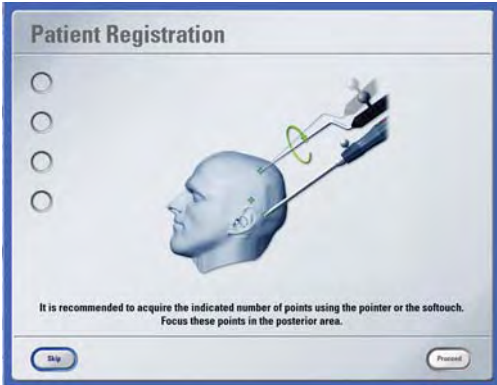 Patient Registration
It is recommended to acquire the indicated number of points using the pointer or the softouch.
Focus these points in the posterior area.
Skip
Proceed